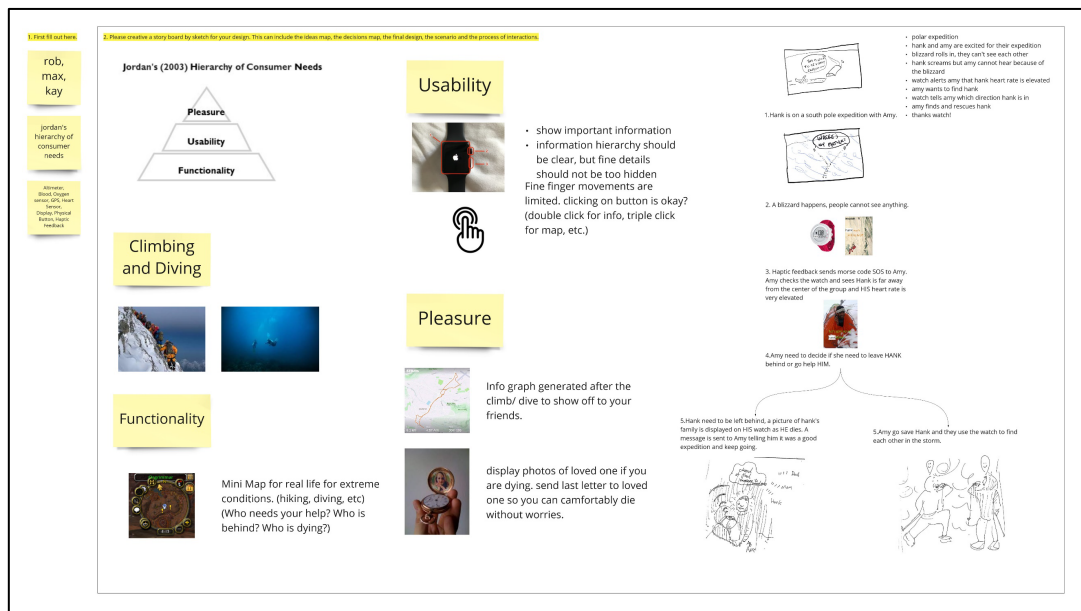 1. First fill out here.
2. Please creative a story board by sketch for your design. This can include the ideas map, the decisions map, the final design, the scenario and the process of interactions.
rob,
max,
kay
jordan's
hierarchy of
consumer
needs
Altimeter,
Blood, Oxygen
sensor, GPS, Heart
Sensor,
Display, Physical
Button, Haptic
Feedback
Jordan's (2003) Hierarchy of Consumer Needs
Pleasure
Usability
Functionality
Climbing
and Diving
Functionality
Mini Map for real life for extreme
conditions. (hiking, diving, etc)
(Who needs your help? Who is
behind? Who is dying?)
Usability
• show important information
• information hierarchy should
be clear, but fine details
should not be too hidden
Fine finger movements are
limited. clicking on button is okay?
(double click for info, triple click
for map, etc.)
Pleasure
Info graph generated after the
climb/ dive to show off to your
friends.
display photos of loved one if you
are dying. send last letter to loved
one so you can camfortably die
without worries.
• polar expedition
• hank and amy are excited for their expedition
• blizzard rolls in, they can't see each other
• hank screams but amy cannot hear because of
the blizzard
• watch alerts amy that hank heart rate is elevated
• amy wants to find hank
• watch tells amy which direction hank is in
• amy finds and rescues hank
• thanks watch!
1.Hank is on a south pole expedition with Amy.
WHERE'S
2. A blizzard happens, people cannot see anything.
3. Haptic feedback sends morse code SOS to Amy.
Amy checks the watch and sees Hank is far away
from the center of the group and HIS heart rate is
very elevated
4.Amy need to decide if she need to leave HANK
behind or go help HIM.
5.Hank need to be left behind, a picture of hank's
family is displayed on HIS watch as HE dies. A
message is sent to Amy telling him it was a good
expedition and keep going.
5.Amy go save Hank and they use the watch to find
each other in the storm.